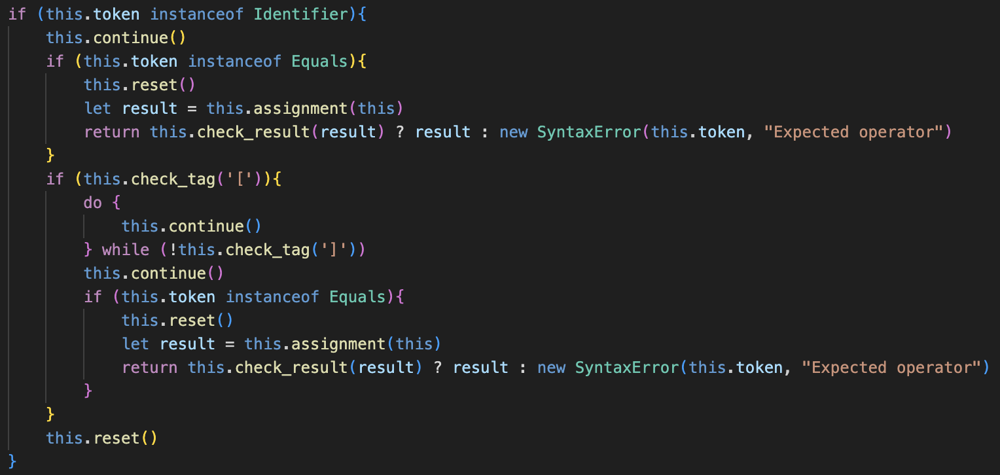 if (this.token instanceof Identifier){
    this.continue()
    if (this.token instanceof Equals){
        this.reset()
        let result = this.assignment(this)
        return this.check_result(result) ? result : new SyntaxError(this.token, "Expected operator")
    }
    if (this.check_tag('[')){
        do {
            this.continue()
        } while (!this.check_tag(']'))
        this.continue()
        if (this.token instanceof Equals){
            this.reset()
            let result = this.assignment(this)
            return this.check_result(result) ? result : new SyntaxError(this.token, "Expected operator")
        }
    }
    this.reset()
}